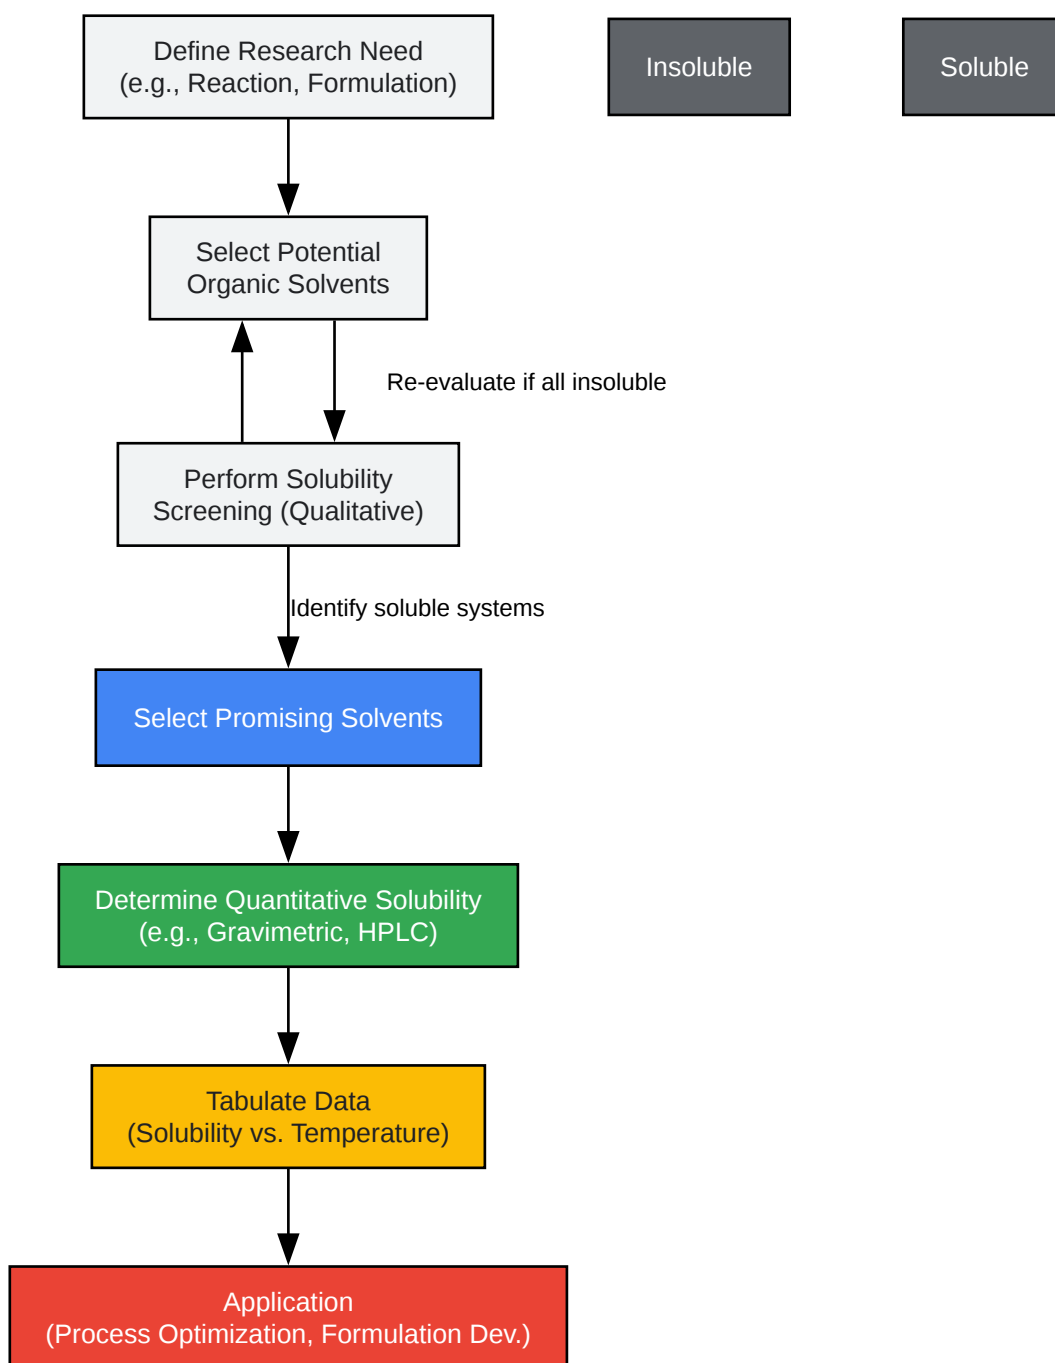 Define Research Need
(e.g., Reaction, Formulation)
Insoluble
Soluble
Select Potential
Organic Solvents
Re-evaluate if all insoluble
Perform Solubility
Screening (Qualitative)
Identify soluble systems
Select Promising Solvents
Determine Quantitative Solubility
(e.g., Gravimetric, HPLC)
Tabulate Data
(Solubility vs. Temperature)
Application
(Process Optimization, Formulation Dev.)